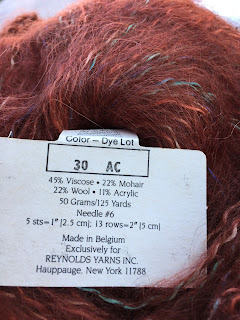 Color – Dye Lot
30 AC
45% Viscose • 22% Mohair
22% Wool • 11% Acrylic
50 Grams/125 Yards
Needle #6
5 sts=1" [2.5 cm]; 13 rows=2" [5 cm]
Made in Belgium
Exclusively for
REYNOLDS YARNS INC.
Hauppauge, New York 11788